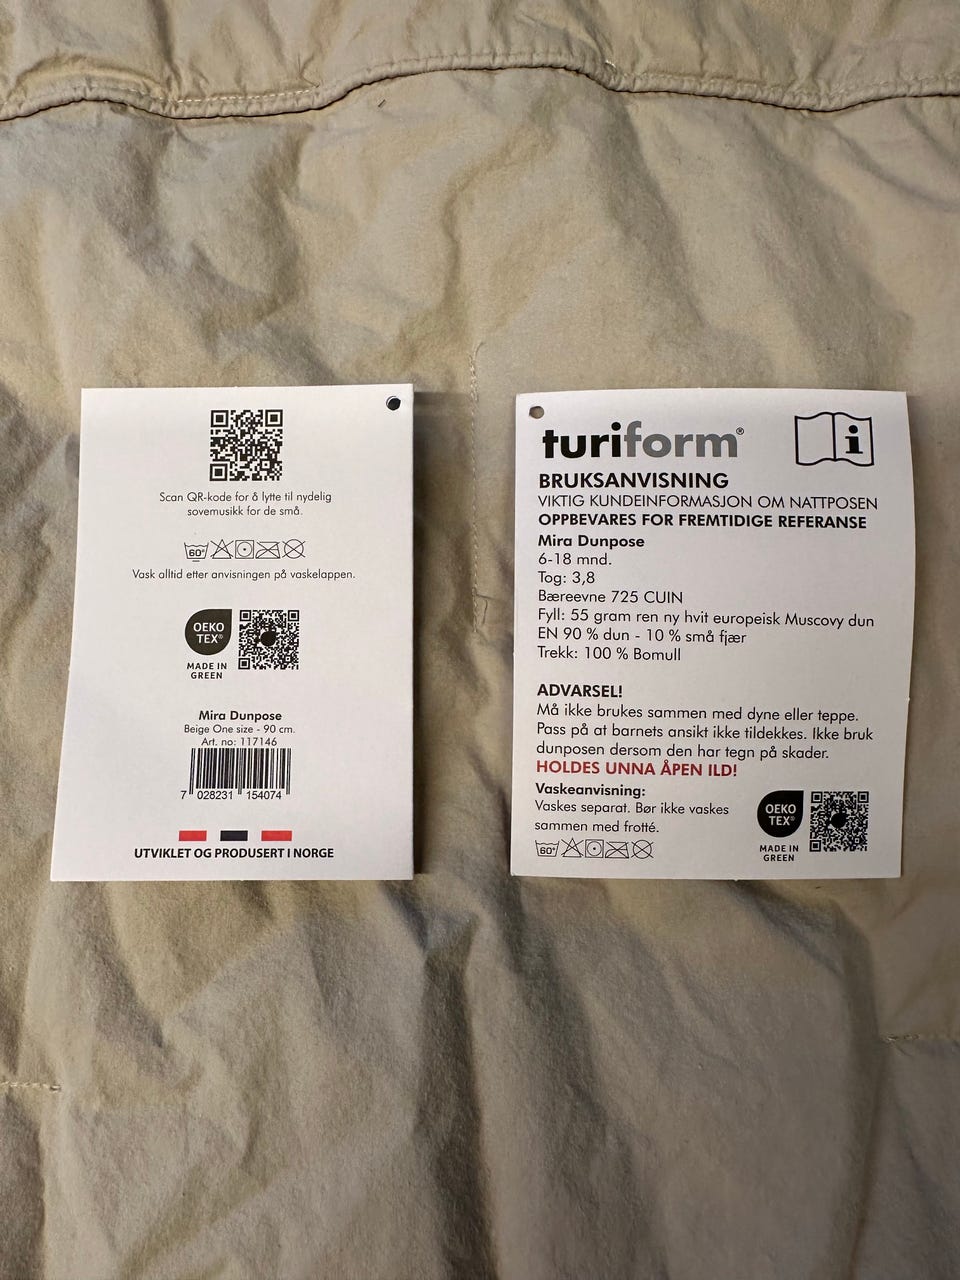 Scan QR-kode for å lytte til nydelig
sovemusikk for de små.
60°
Vask alltid etter anvisningen på vaskelappen.
OEKO
TEX®
MADE IN
GREEN
Mira Dunpose
Beige One size - 90 cm.
Art. no: 117146
7 028231 154074
UTVIKLET OG PRODUSERT I NORGE
turiform®
i
BRUKSANVISNING
VIKTIG KUNDEINFORMASJON OM NATTPOSEN
OPPBEVARES FOR FREMTIDIGE REFERANSE
Mira Dunpose
6-18 mnd.
Tog: 3,8
Bæreevne 725 CUIN
Fyll: 55 gram ren ny hvit europeisk Muscovy dun
EN 90 % dun - 10 % små fjær
Trekk: 100 % Bomull
ADVARSEL!
Må ikke brukes sammen med dyne eller teppe.
Pass på at barnets ansikt ikke tildekkes. Ikke bruk
dunposen dersom den har tegn på skader.
HOLDES UNNA ÅPEN ILD!
Vaskeanvisning:
Vaskes separat. Bør ikke vaskes
sammen med frotté.
60°
OEKO
TEX®
MADE IN
GREEN